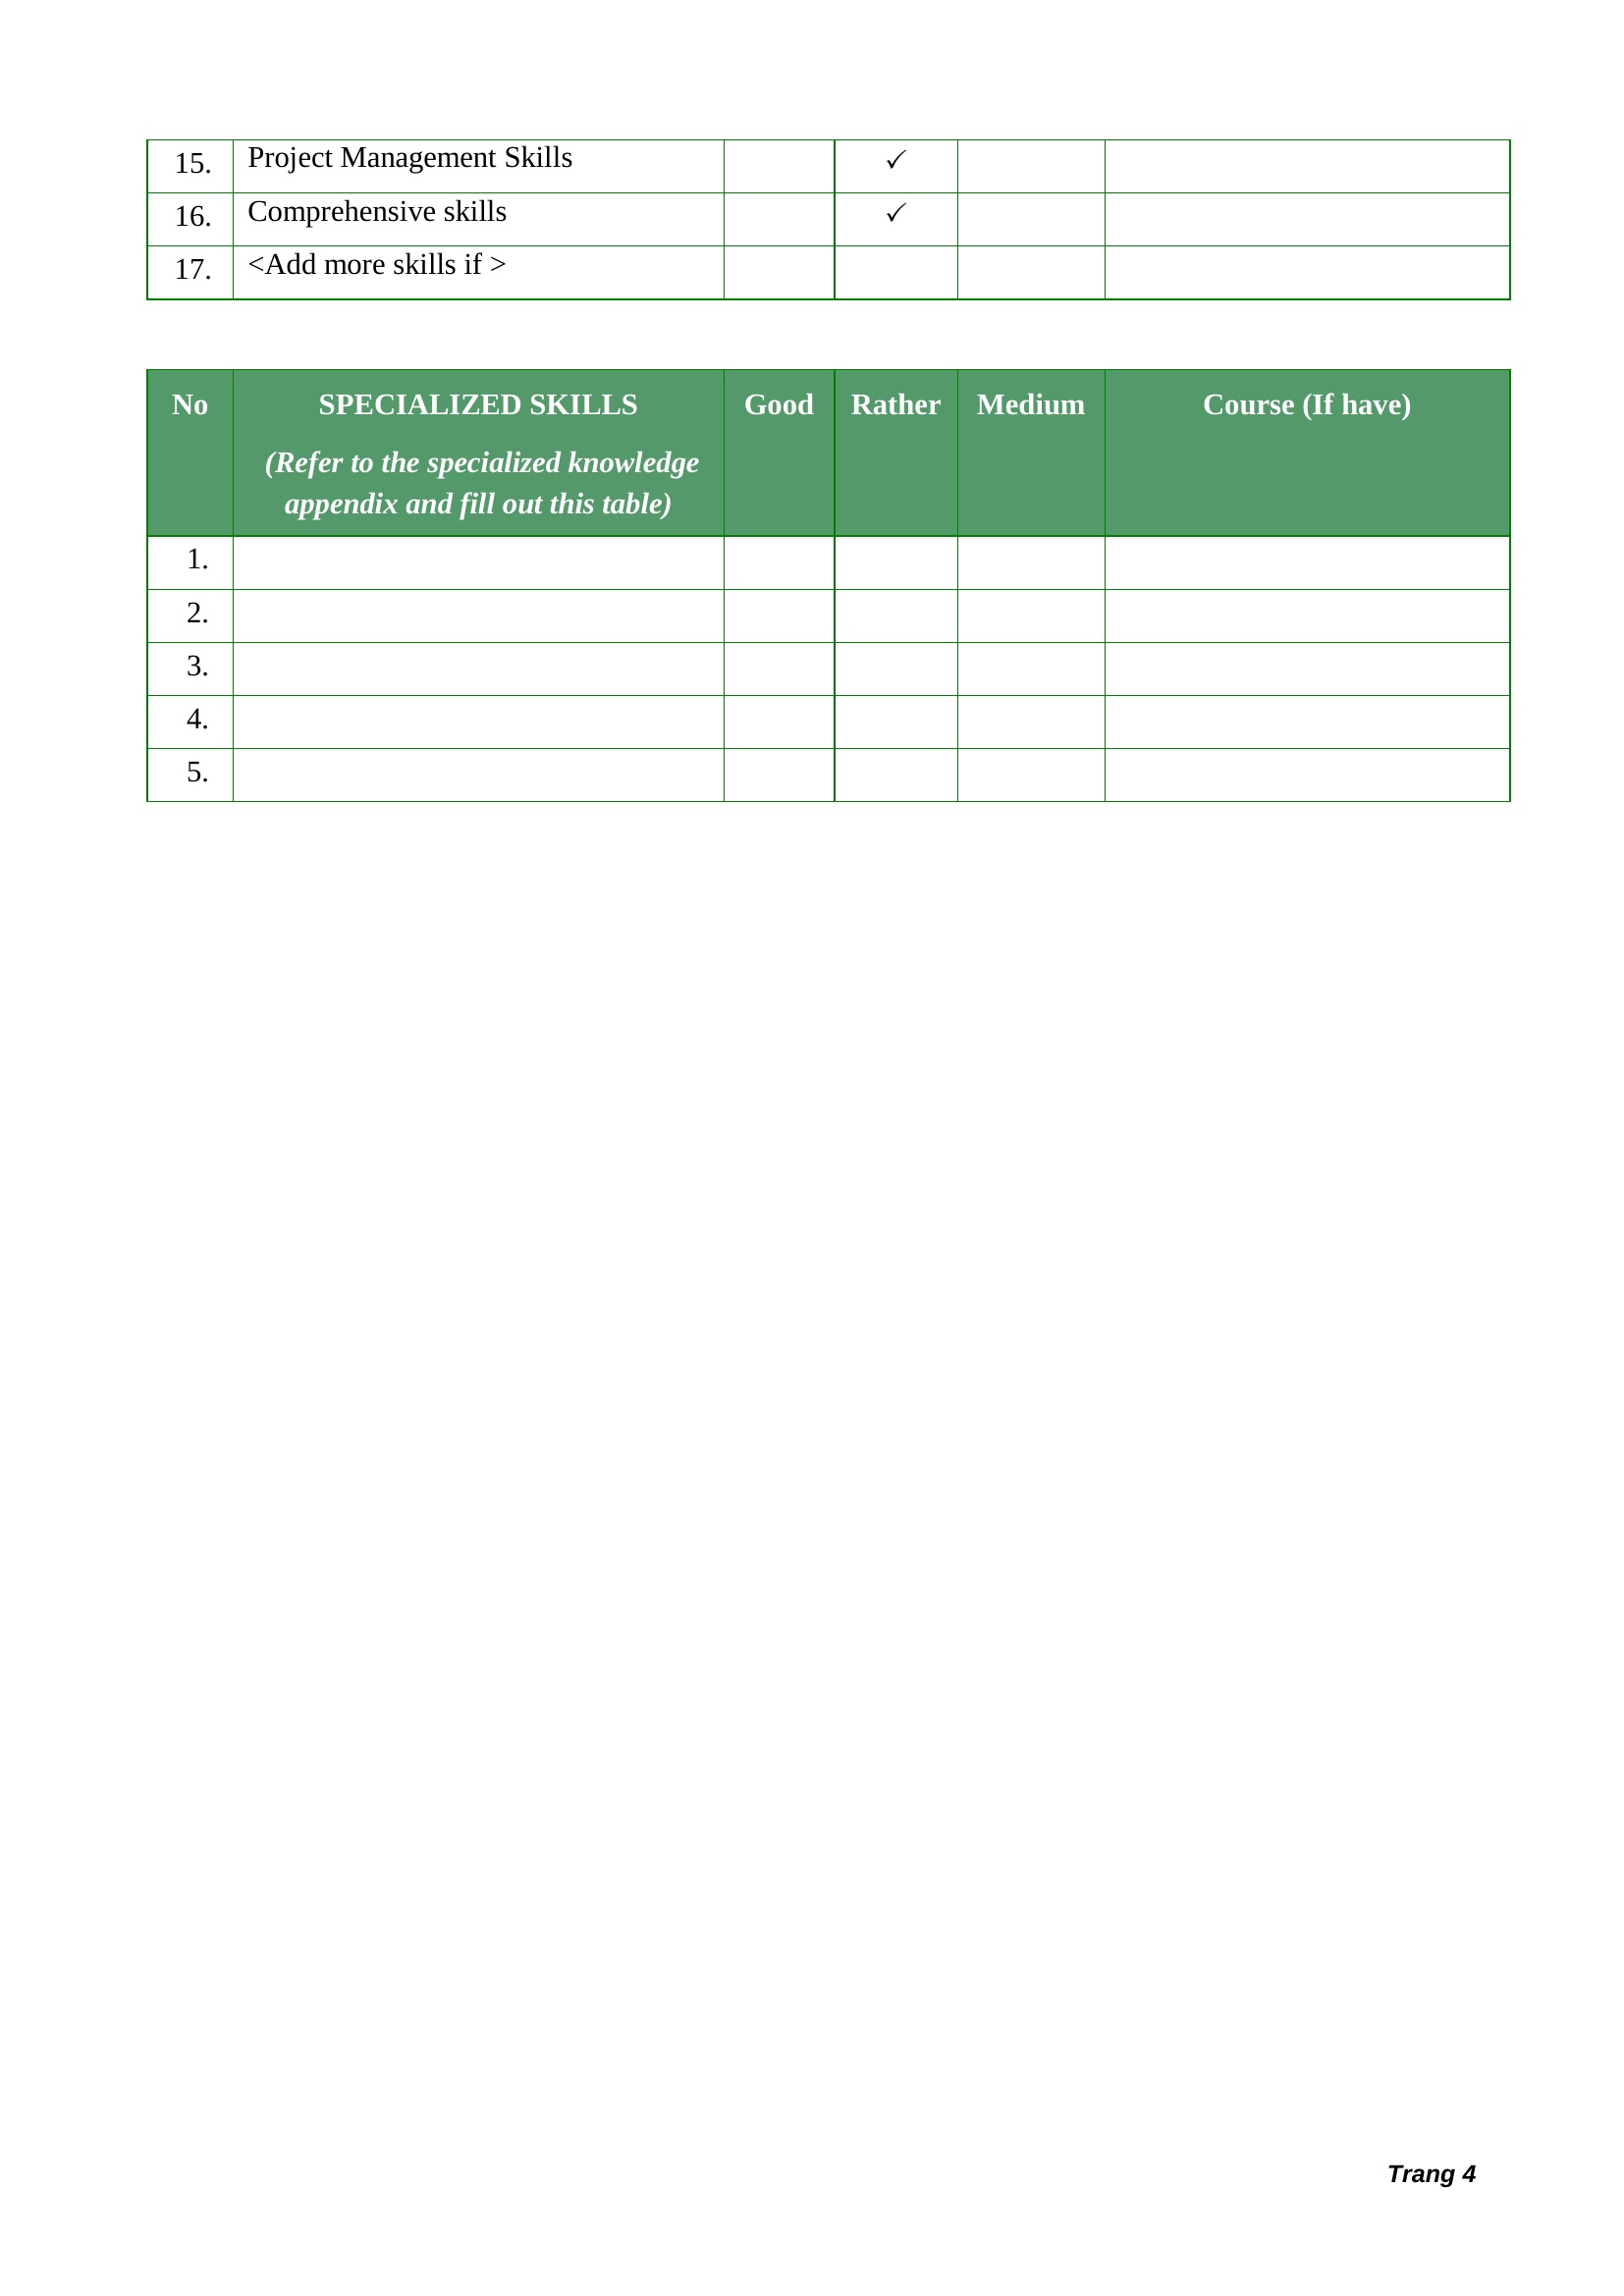 15. Project Management Skills ✓
16. Comprehensive skills ✓
17. <Add more skills if >
No SPECIALIZED SKILLS Good Rather Medium Course (If have)
(Refer to the specialized knowledge
appendix and fill out this table)
1.
2.
3.
4.
5.
Trang 4